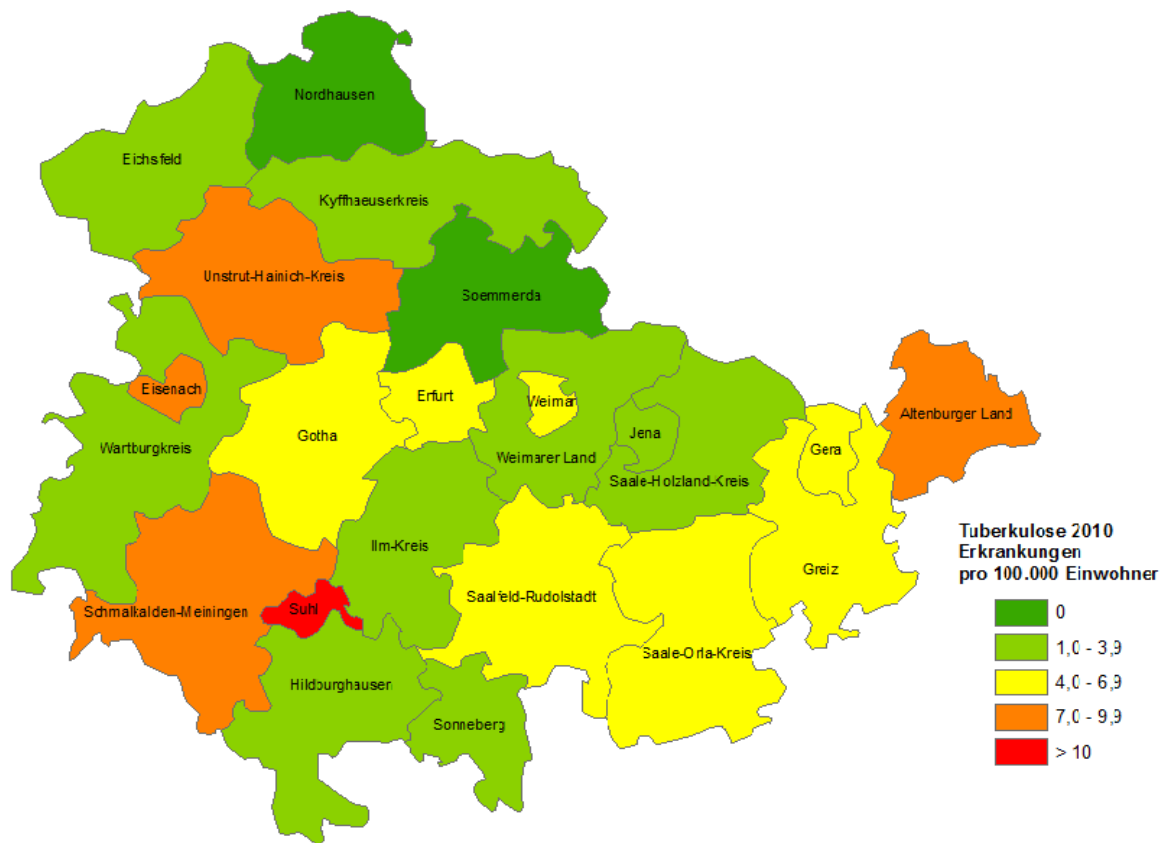 Nordhausen
Eichsfeld
Kyffhaeuserkreis
Unstrut-Hainich-Kreis
Soemmerda
Eisenach
Erfurt
Weimar
Altenburger Land
Gotha
Jena
Wartburgkreis
Weimarer Land
Gera
Saale-Holzland-Kreis
Ilm-Kreis
Greiz
Saalfeld-Rudolstadt
Schmalkalden-Meiningen
Suhl
Saale-Orla-Kreis
Hildburghausen
Sonneberg
Tuberkulose 2010
Erkrankungen
pro 100.000 Einwohner
0
1,0 - 3,9
4,0 - 6,9
7,0 - 9,9
> 10